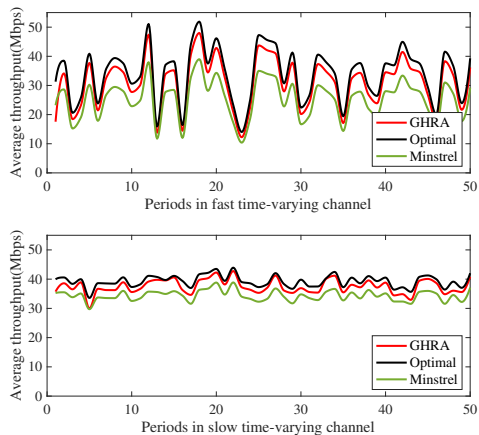 Average throughput(Mbps)
50
40
30
20
10
0
0 10 20 30 40 50
Periods in fast time-varying channel
GHRA
Optimal
Minstrel
Average throughput(Mbps)
50
40
30
20
10
0
0 10 20 30 40 50
Periods in slow time-varying channel
GHRA
Optimal
Minstrel